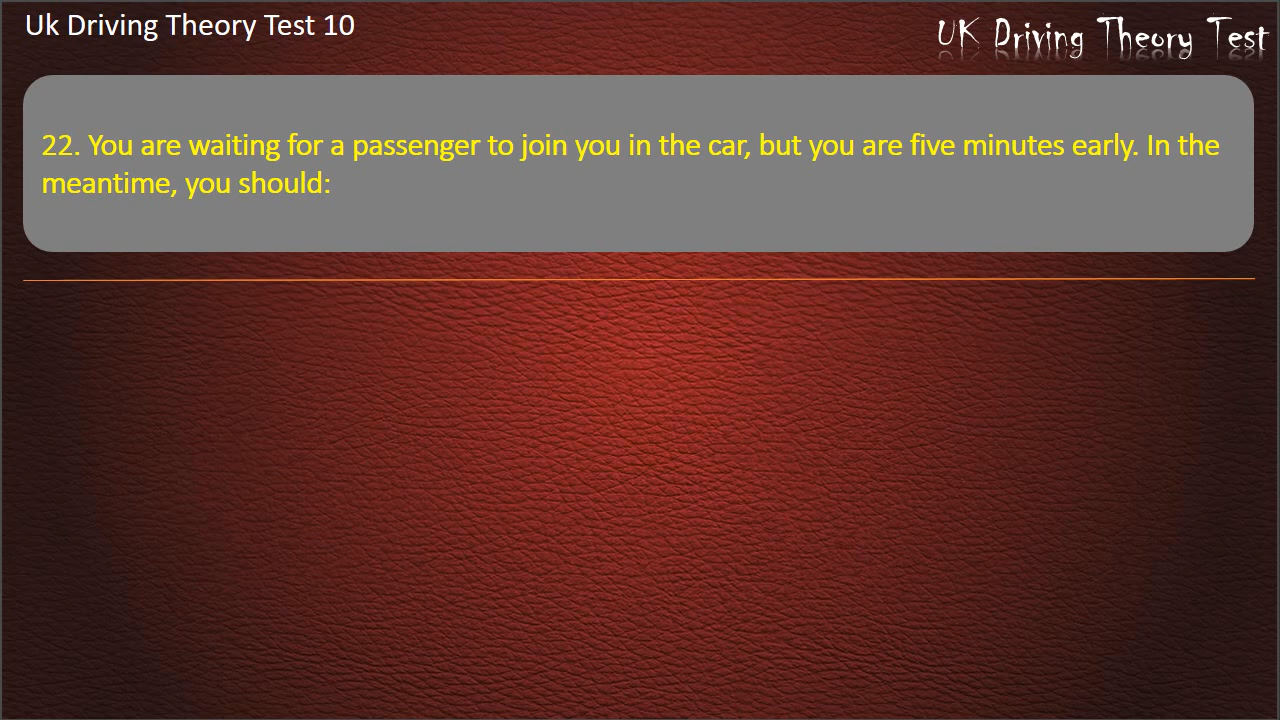 Uk Driving Theory Test 10
UK Driving Theory Test
22. You are waiting for a passenger to join you in the car, but you are five minutes early. In the
meantime, you should: